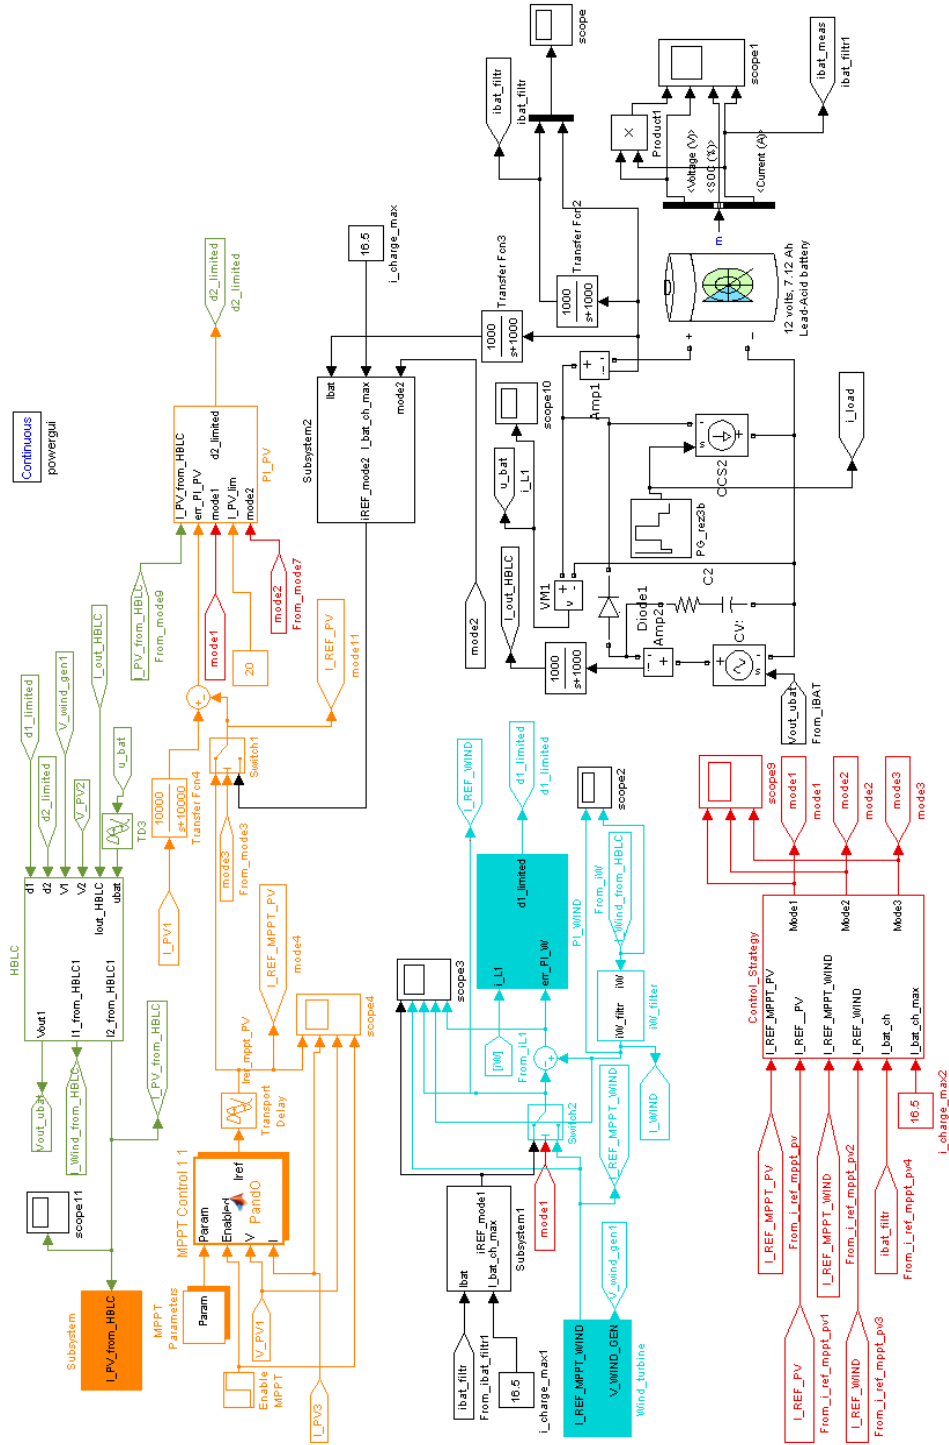 Continuous
powergui
HBLC
d1
d2
V1
V2
Iout_HBLC
ubat
Vout1
I1_from_HBLC1
I2_from_HBLC1
d1_limited
d2_limited
V_wind_gen1
V_PV2
I_out_HBLC
u_bat
TD3
Vout_ubat
I_Wind_from_HBLC
I_PV_from_HBLC
scope11
Subsystem
I_PV_from_HBLC
I_PV1
10000
s+10000
Transfer Fon4
I_PV_from_HBLC
From_mode9
mode1
20
mode2
From_mode7
I_PV_from_HBLC
err_PI_PV
mode1
I_PV_lim
mode2
d2_limited
PI_PV
d2_limited
d2_limited
mode3
From_mode3
Switch1
I_REF_PV
mode11
MPPT Control 1 1
Param
Enabled
V
I
Iref
PandO
MPPT
Parameters
Param
V_PV1
Enable
MPPT
I_PV3
Transport
Delay
Irer_mppt_PV
I_REF_MPPT_PV
mode4
scope4
Subsystem2
Ibat
I_bat_ch_max
mode2
iREF_mode2
16.5
i_charge_max
1000
s+1000
Transfer Fon3
1000
s+1000
Transfer Fon2
ibat_filtr
ibat_filtr
scope
mode2
I_out_HBLC
1000
s+1000
u_bat
i_L1
scope10
VM1
v
Amp1
i
Diode1
Amp2
i
C2
CV:
s
Vout_ubat
From_iBAT
PG_rez3b
CCS2
s
i_load
12 volts, 7.12 Ah
Lead-Acid battery
m
<Voltage (V)>
<SOC (%)>
<Current (A)>
Product1
scope1
ibat_meas
ibat_filtr1
ibat_filtr
From_ibat_filtr1
16.5
i_charge_max1
Ibat
I_bat_ch_max
iREF_mode1
Subsystem1
mode1
Switch2
scope3
I_REF_MPPT_WIND
V_WIND_GEN
Wind_turbine
V_wind_gen1
I_REF_MPPT_WIND
I_REF_WIND
[iW]
From_iL1
i_L1
err_PI_W
d1_limited
PI_WIND
d1_limited
d1_limited
scope2
From_iW
I_Wind_from_HBLC
iW_filtr
iW
iW_filter
I_WIND
Control_Strategy
I_REF_MPPT_PV
I_REF__PV
I_REF_MPPT_WIND
I_REF_WIND
I_bat_ch
I_bat_ch_max
Mode1
Mode2
Mode3
I_REF_MPPT_PV
From_i_ref_mppt_pv
I_REF_PV
From_i_ref_mppt_pv1
I_REF_MPPT_WIND
From_i_ref_mppt_pv2
I_REF_WIND
From_i_ref_mppt_pv3
ibat_filtr
From_i_ref_mppt_pv4
16.5
i_charge_max2
scope9
mode1
mode1
mode2
mode2
mode3
mode3